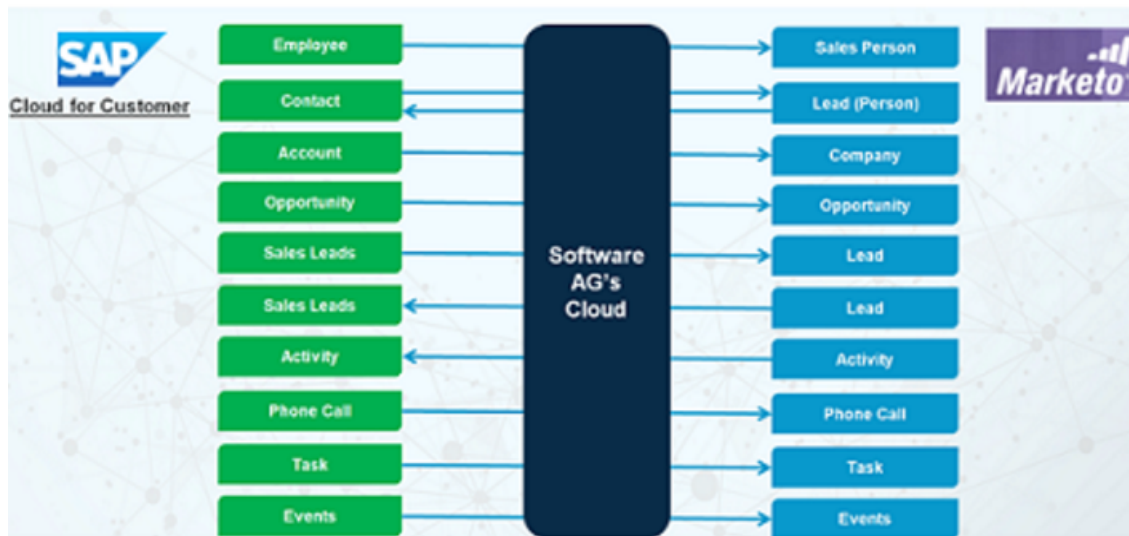 SAP
Cloud for Customer
Marketo
Employee
Sales Person
Contact
Lead (Person)
Account
Company
Opportunity
Opportunity
Sales Leads
Lead
Software
AG's
Cloud
Sales Leads
Lead
Activity
Activity
Phone Call
Phone Call
Task
Task
Events
Events